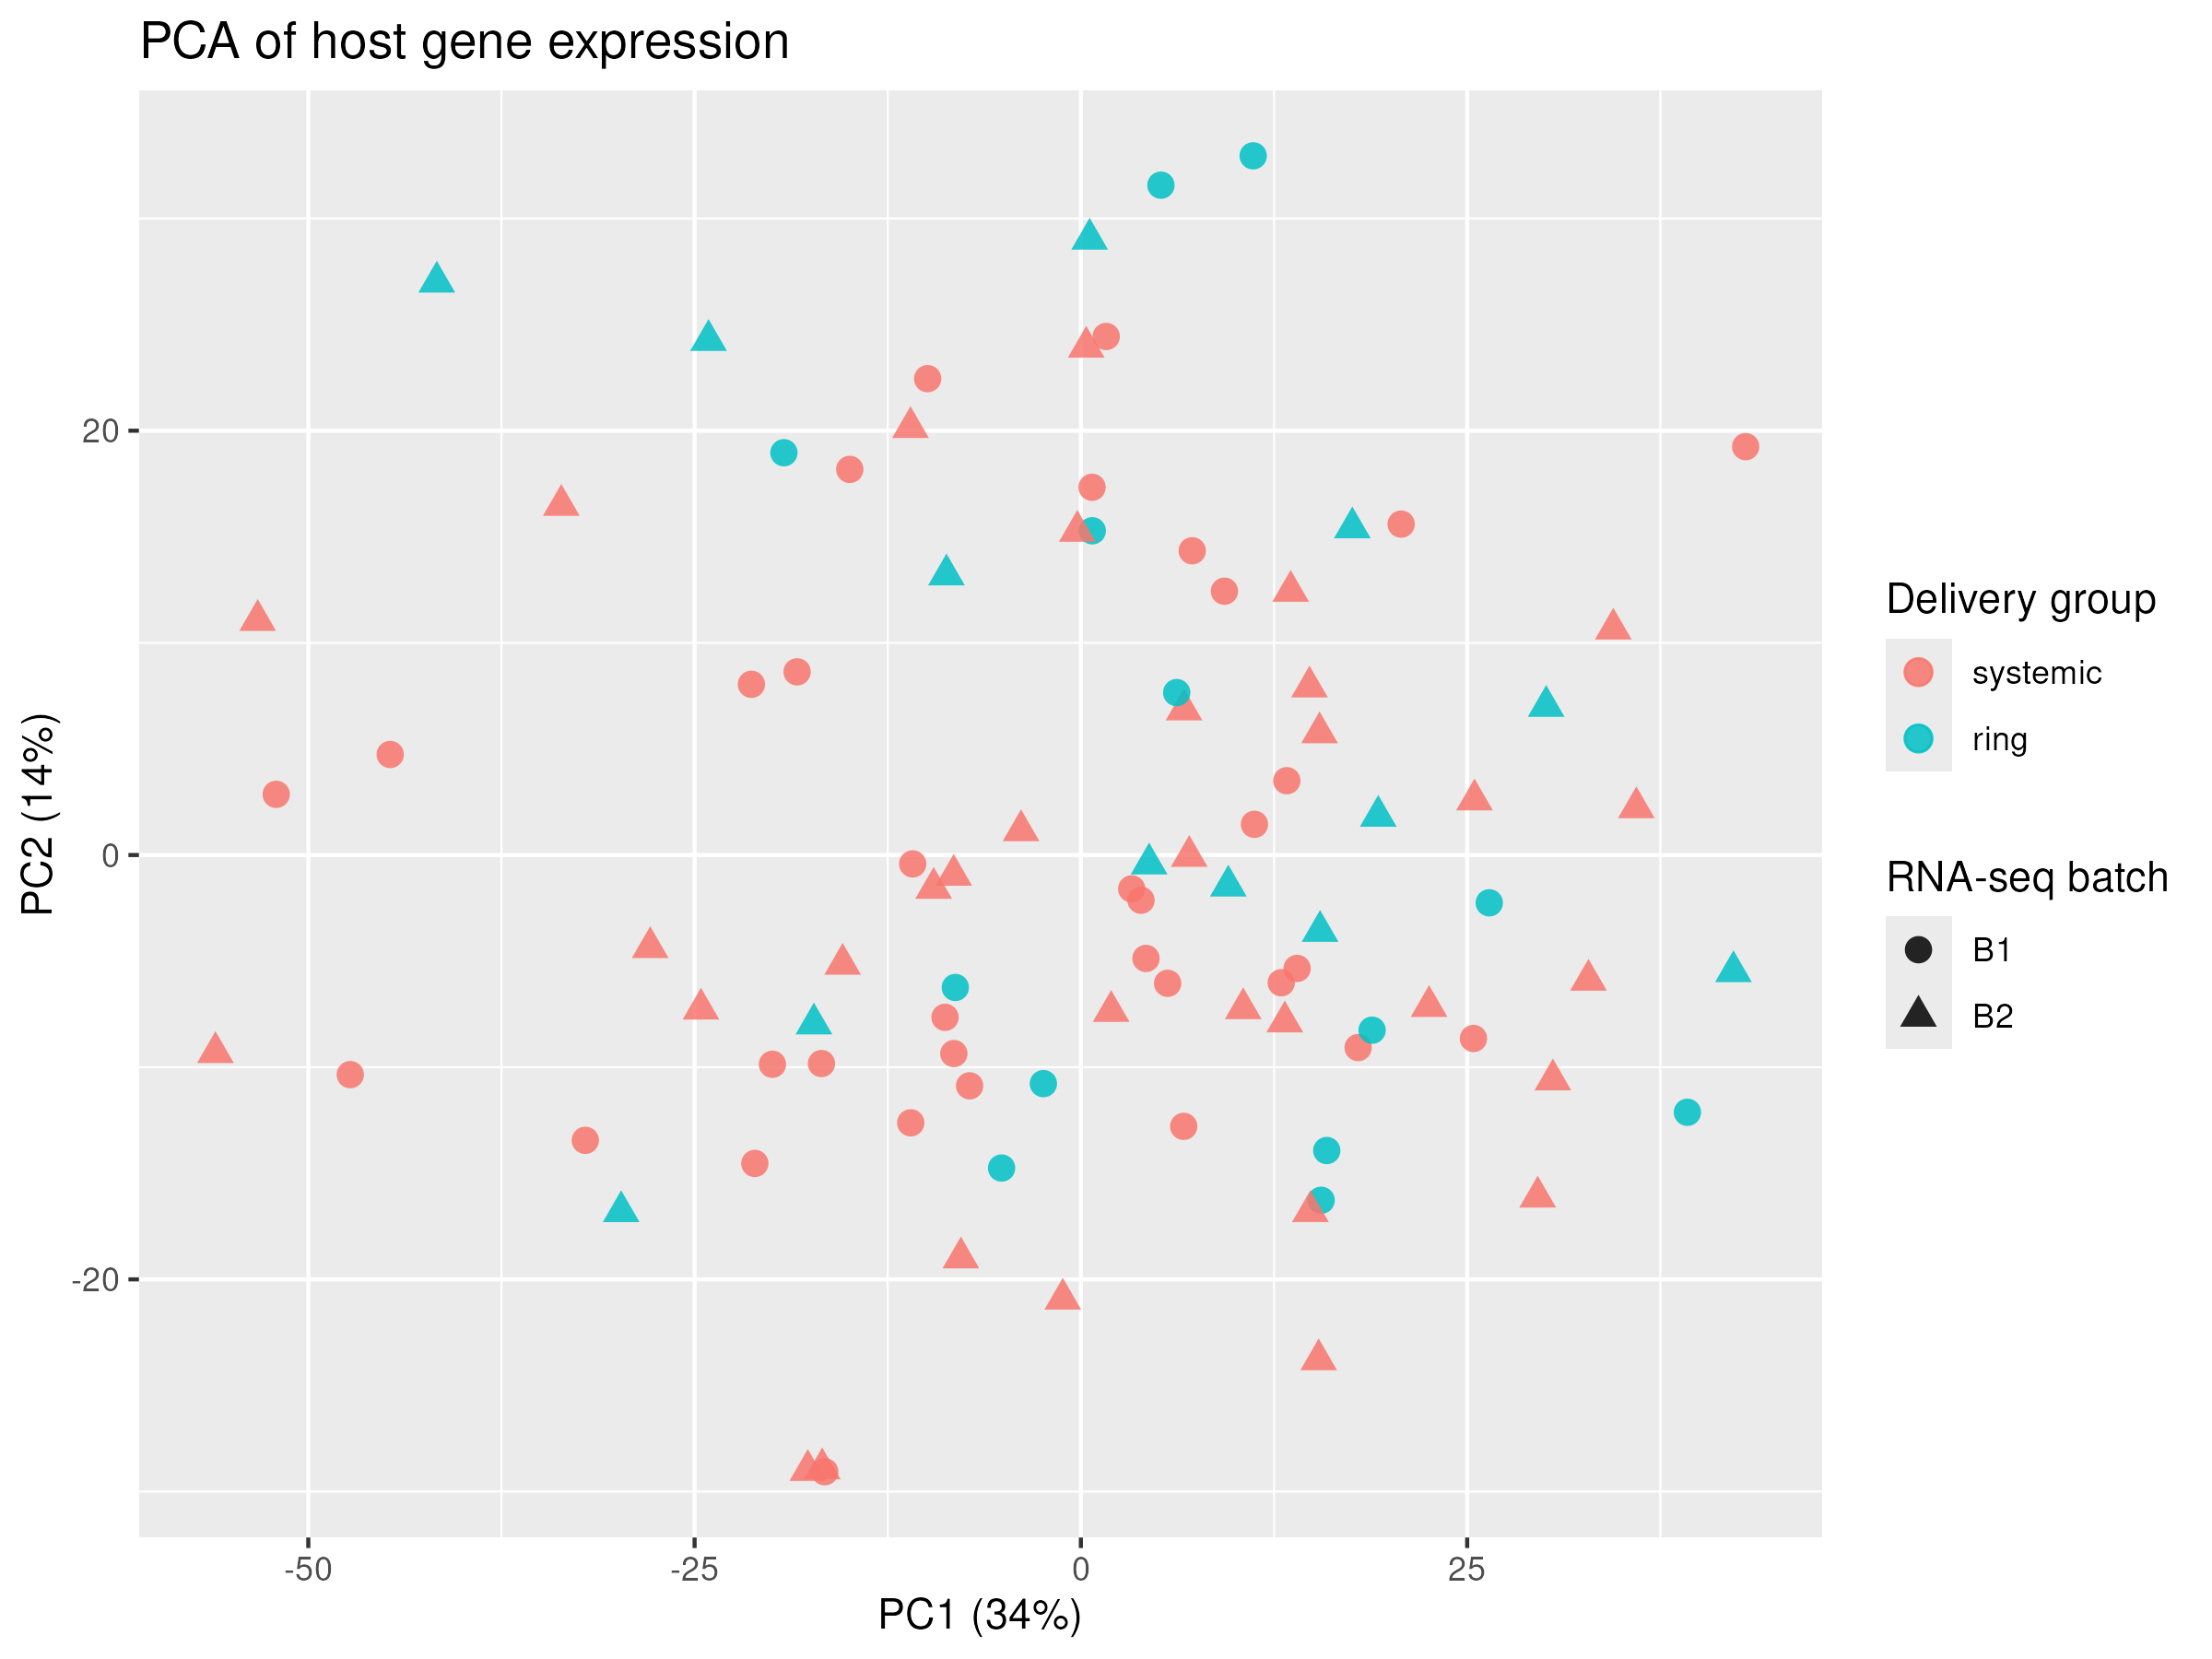 PCA of host gene expression
20
0
-20
PC2 (14%)
-50
-25
0
25
PC1 (34%)
Delivery group
systemic
ring
RNA-seq batch
B1
B2